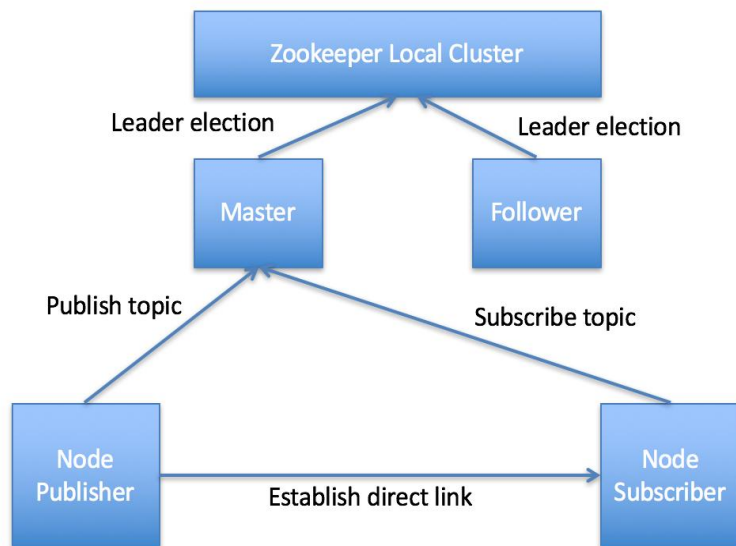 Zookeeper Local Cluster
Leader election
Leader election
Master
Follower
Publish topic
Subscribe topic
Node
Publisher
Node
Subscriber
Establish direct link